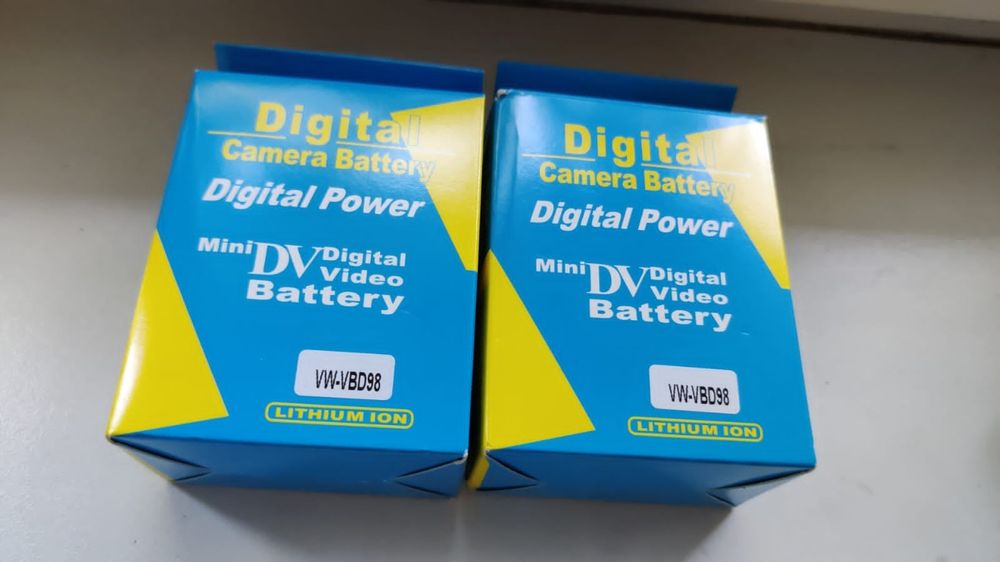 Digital
Camera Battery
Digital Power
Mini DV Digital
Video
Battery
VW-VBD98
LITHIUM ION
Digital
Camera Battery
Digital Power
Mini DV Digital
Video
Battery
VW-VBD98
LITHIUM ION